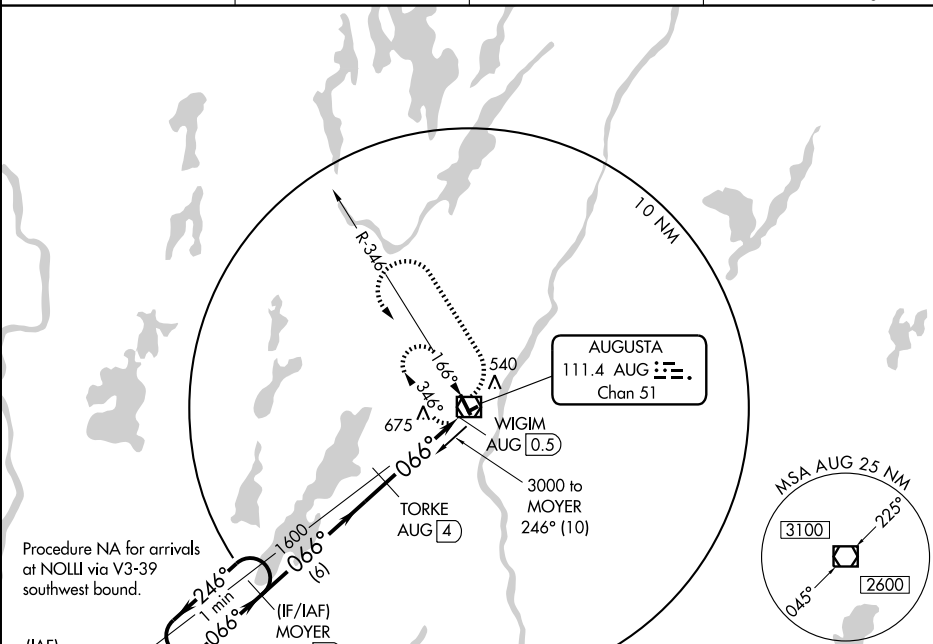 10 NM
R-346
166°
346°
540
675
AUGUSTA
111.4 AUG
Chan 51
WIGIM
AUG 0.5
066°
3000 to
MOYER
246° (10)
TORKE
AUG 4
MSA AUG 25 NM
3100
225°
2600
045°
Procedure NA for arrivals
at NOLLI via V3-39
southwest bound.
1600
066°
(6)
246°
1 min
066°
(IF/IAF)
MOYER
(IAF)